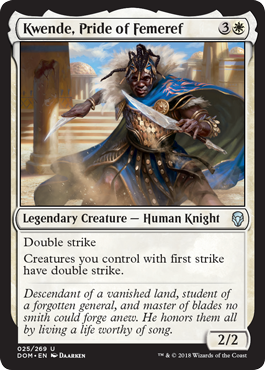 Kwende, Pride of Femeref 3
Legendary Creature — Human Knight
Double strike
Creatures you control with first strike
have double strike.
Descendant of a vanished land, student of
a forgotten general, and master of blades no
smith could forge anew. He honors them all
by living a life worthy of song.
2/2
025/269 U
DOM • EN DAARKEN
™ & © 2018 Wizards of the Coast